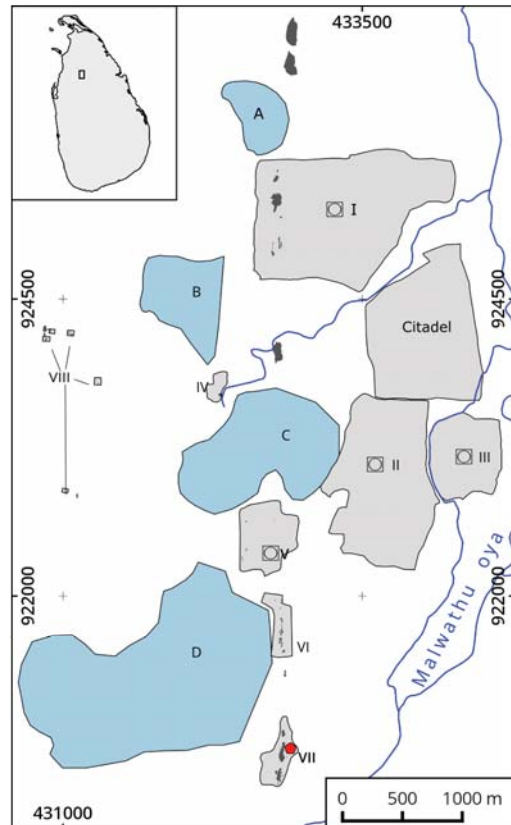 433500
A
I
924500
924500
B
Citadel
VIII
IV
C
II
III
V
922000
922000
Malwathu oya
D
VI
VII
431000
0 500 1000 m